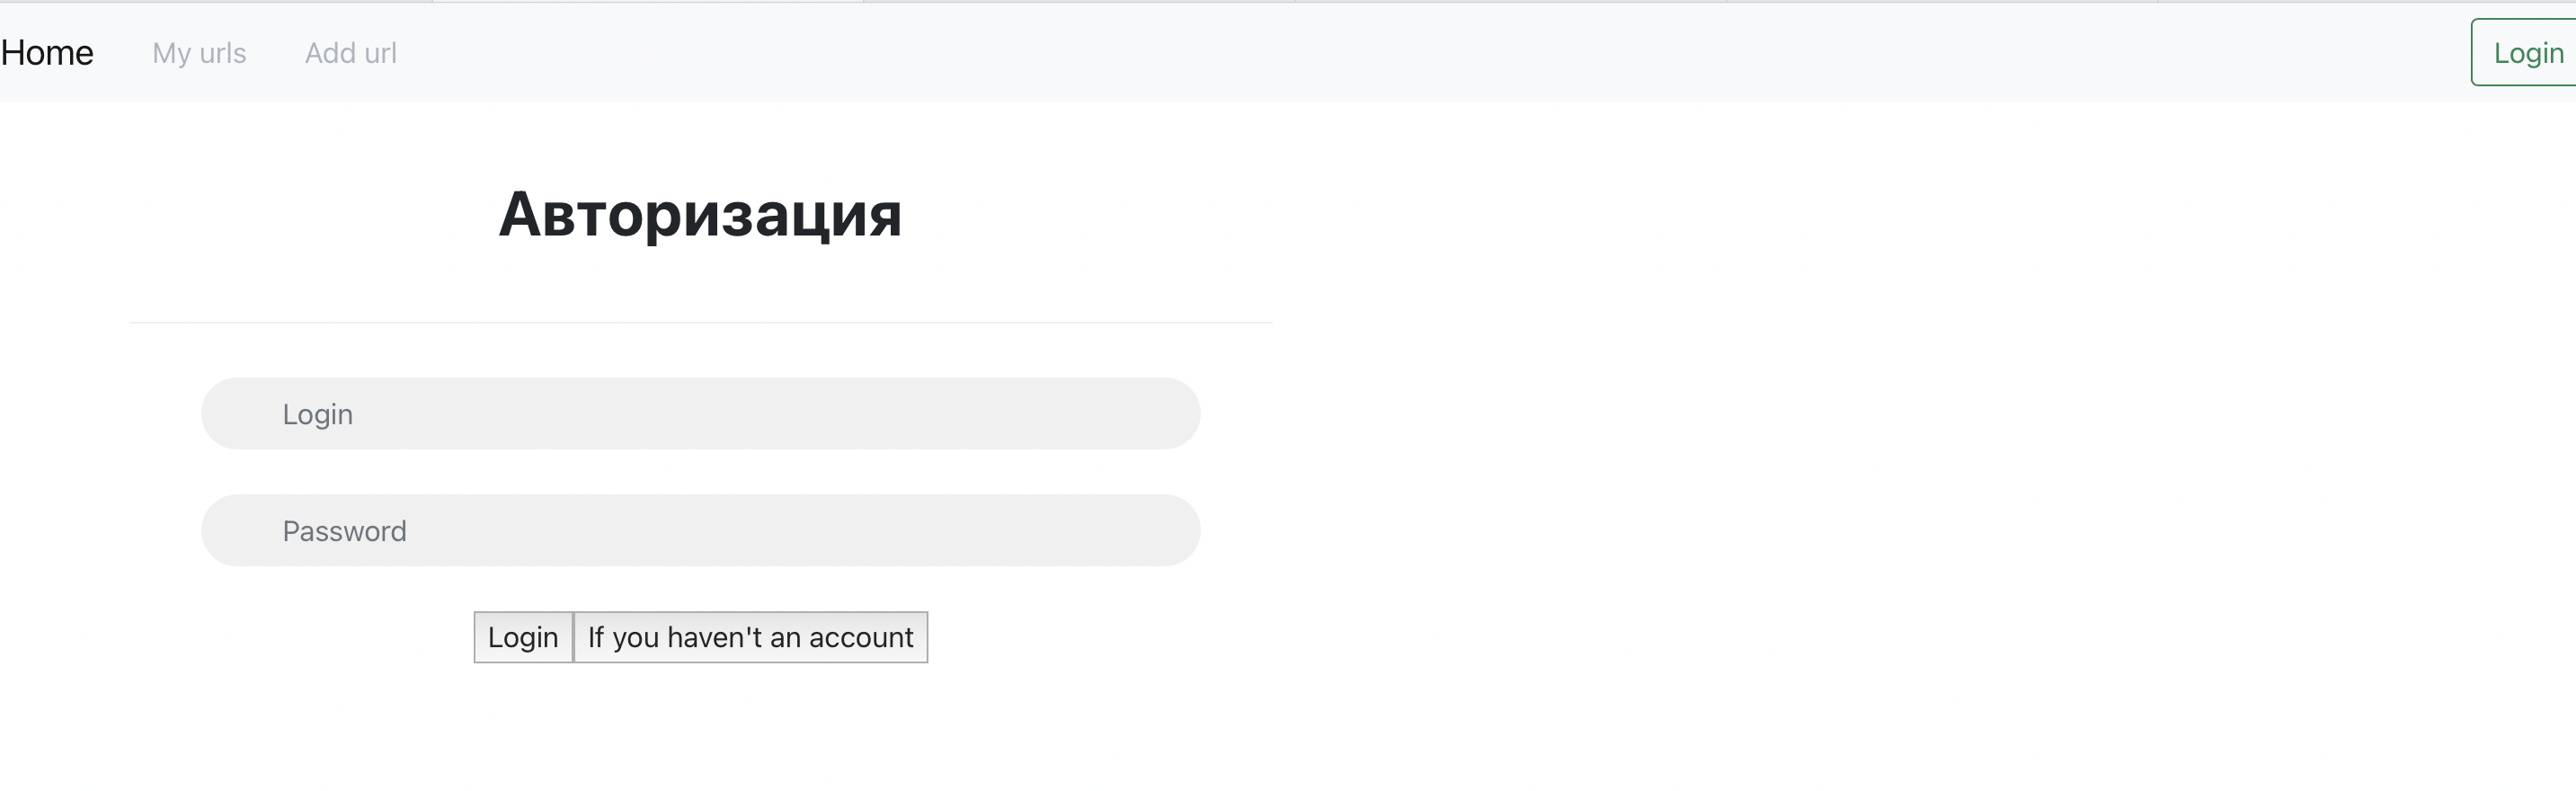 Home My urls Add url Login
Авторизация
Login
Password
Login If you haven't an account